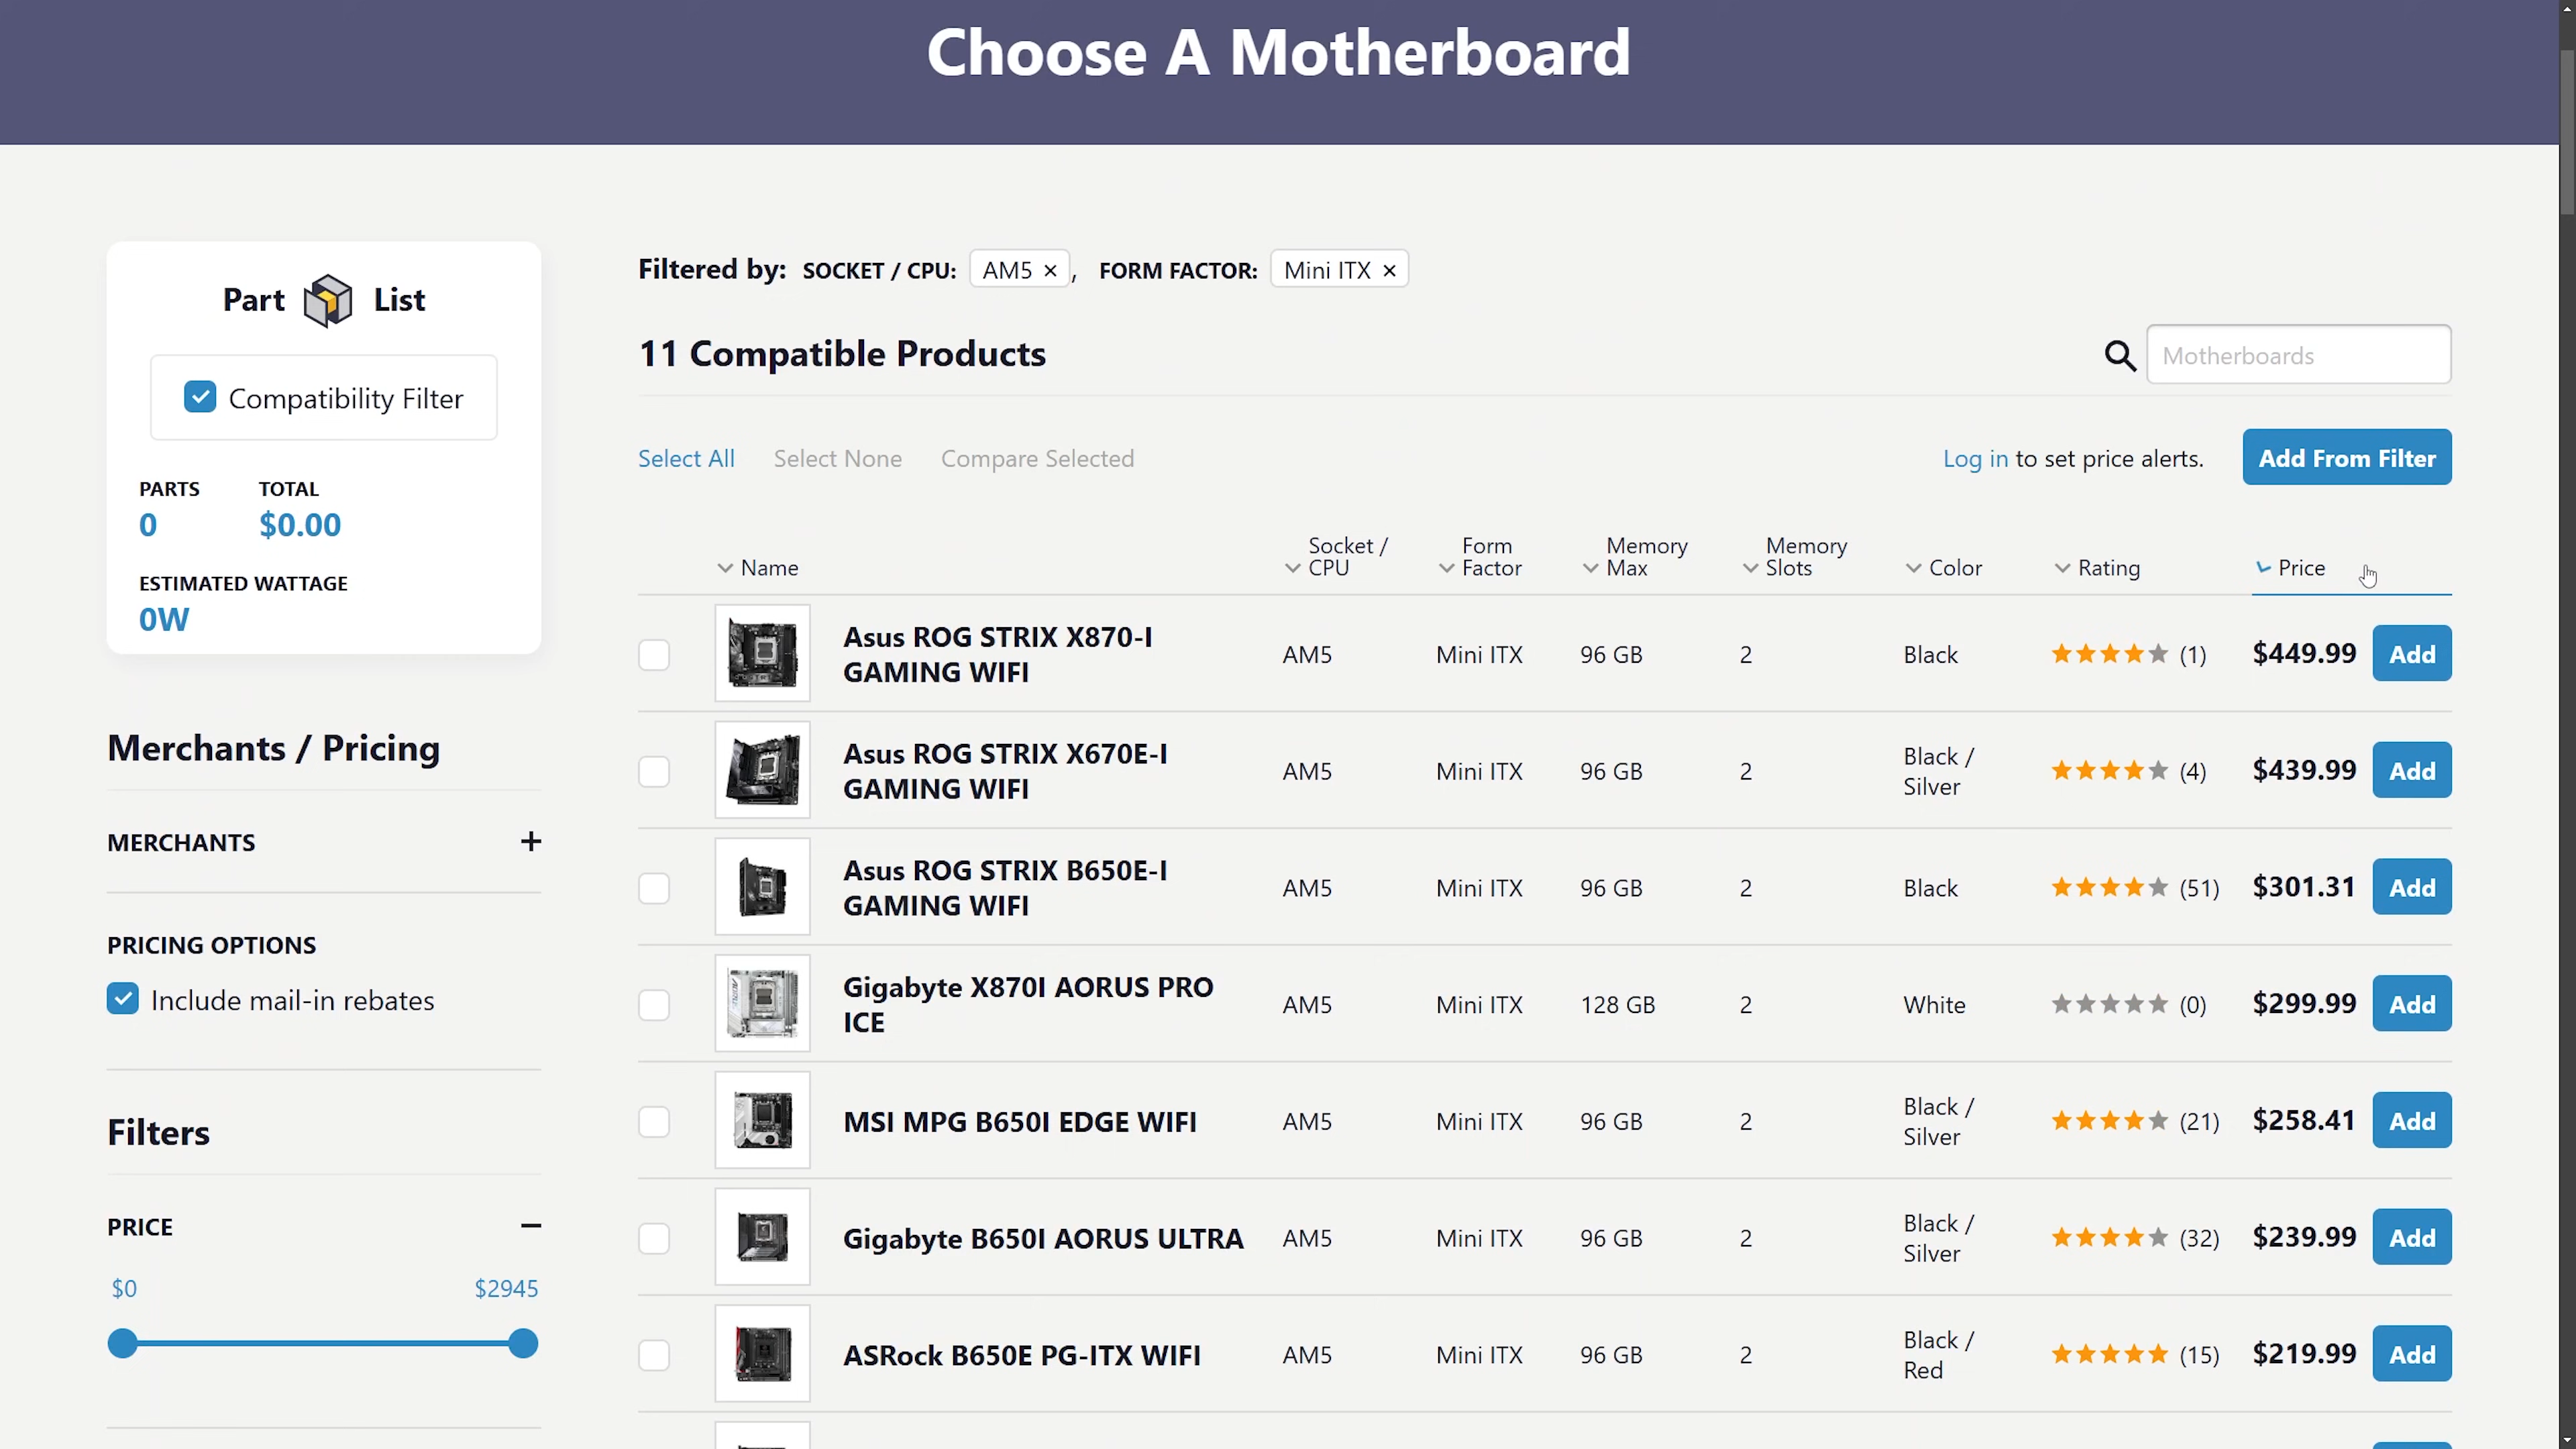 Choose A Motherboard
Part List
Compatibility Filter
PARTS TOTAL
0 $0.00
ESTIMATED WATTAGE
0W
Merchants / Pricing
MERCHANTS +
PRICING OPTIONS
Include mail-in rebates
Filters
PRICE −
$0 $2945
Filtered by: SOCKET / CPU: AM5 ×, FORM FACTOR: Mini ITX ×
11 Compatible Products
Motherboards
Select All Select None Compare Selected Log in to set price alerts. Add From Filter
Name Socket / CPU Form Factor Memory Max Memory Slots Color Rating Price
Asus ROG STRIX X870-I
GAMING WIFI
AM5 Mini ITX 96 GB 2 Black (1) $449.99 Add
Asus ROG STRIX X670E-I
GAMING WIFI
AM5 Mini ITX 96 GB 2 Black / Silver (4) $439.99 Add
Asus ROG STRIX B650E-I
GAMING WIFI
AM5 Mini ITX 96 GB 2 Black (51) $301.31 Add
Gigabyte X870I AORUS PRO
ICE
AM5 Mini ITX 128 GB 2 White (0) $299.99 Add
MSI MPG B650I EDGE WIFI AM5 Mini ITX 96 GB 2 Black / Silver (21) $258.41 Add
Gigabyte B650I AORUS ULTRA AM5 Mini ITX 96 GB 2 Black / Silver (32) $239.99 Add
ASRock B650E PG-ITX WIFI AM5 Mini ITX 96 GB 2 Black / Red (15) $219.99 Add